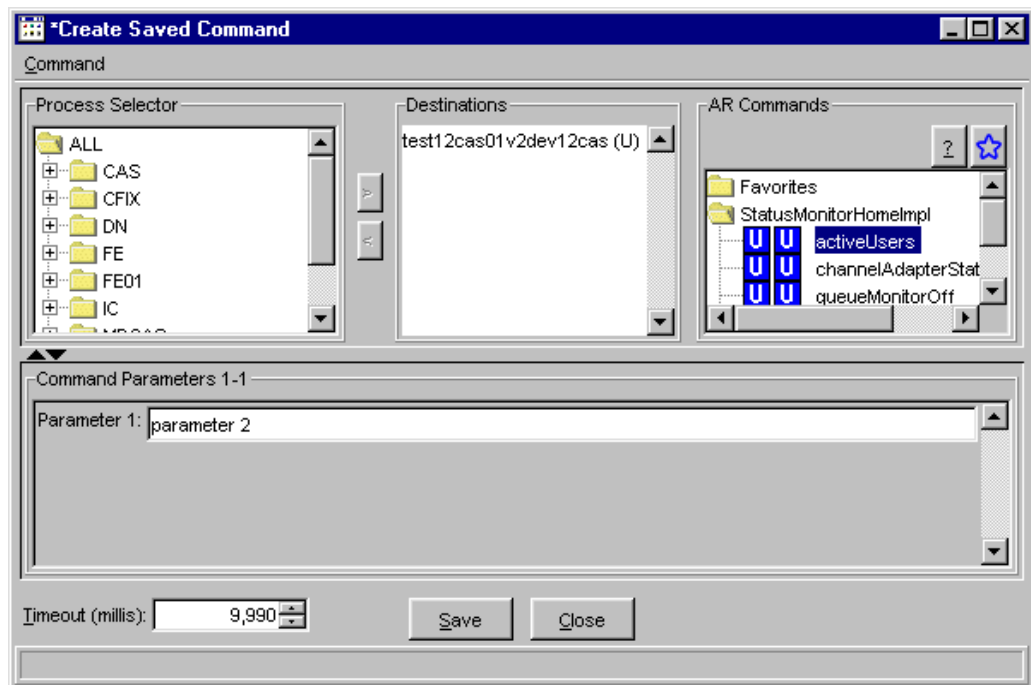 *Create Saved Command
Command
Process Selector
ALL
CAS
CFIX
DN
FE
FE01
IC
>
<
Destinations
test12cas01v2dev12cas (U)
AR Commands
?
Favorites
StatusMonitorHomeImpl
U U activeUsers
U U channelAdapterStat
U U queueMonitorOff
Command Parameters 1-1
Parameter 1: parameter 2
Timeout (millis): 9,990
Save
Close